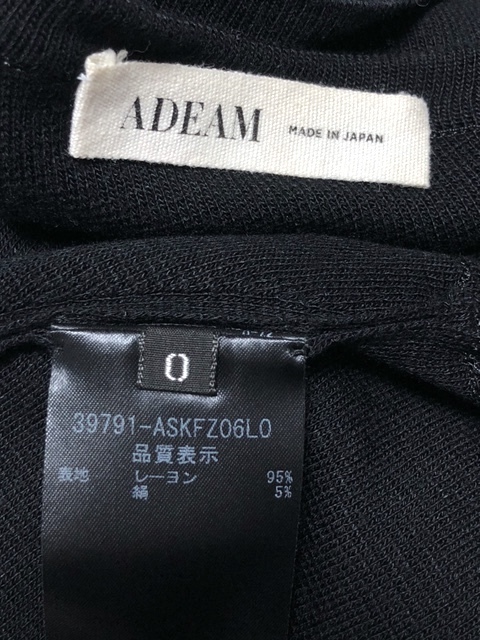 ADEAM MADE IN JAPAN
0
39791-ASKFZ06L0
品質表示
表地 レーヨン 95%
絹 5%